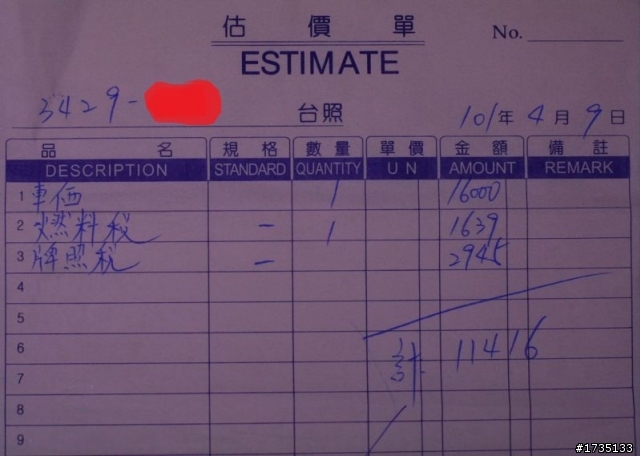 估價單
No.
ESTIMATE
3429-
台照
101年4月9日
品名 規格 數量 單價 金額 備註
DESCRIPTION STANDARD QUANTITY U N AMOUNT REMARK
1 車価 1 16000
2 燃料稅 - 1 1639
3 牌照稅 - 2945
4
5
6 計 11416
7
8
9
#1735133